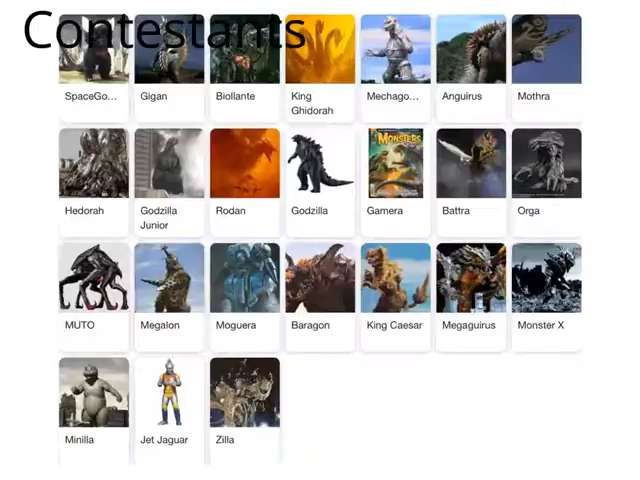 Contestants
SpaceGo... Gigan Biollante King Mechago... Anguirus Mothra
Ghidorah
MONSTERS
Hedorah Godzilla Rodan Godzilla Gamera Battra Orga
Junior
MUTO Megalon Moguera Baragon King Caesar Megaguirus Monster X
Minilla Jet Jaguar Zilla